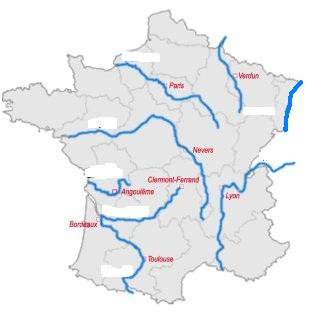 Verdun
Paris
Nevers
Clermont-Ferrand
Angoulême
Lyon
Bordeaux
Toulouse